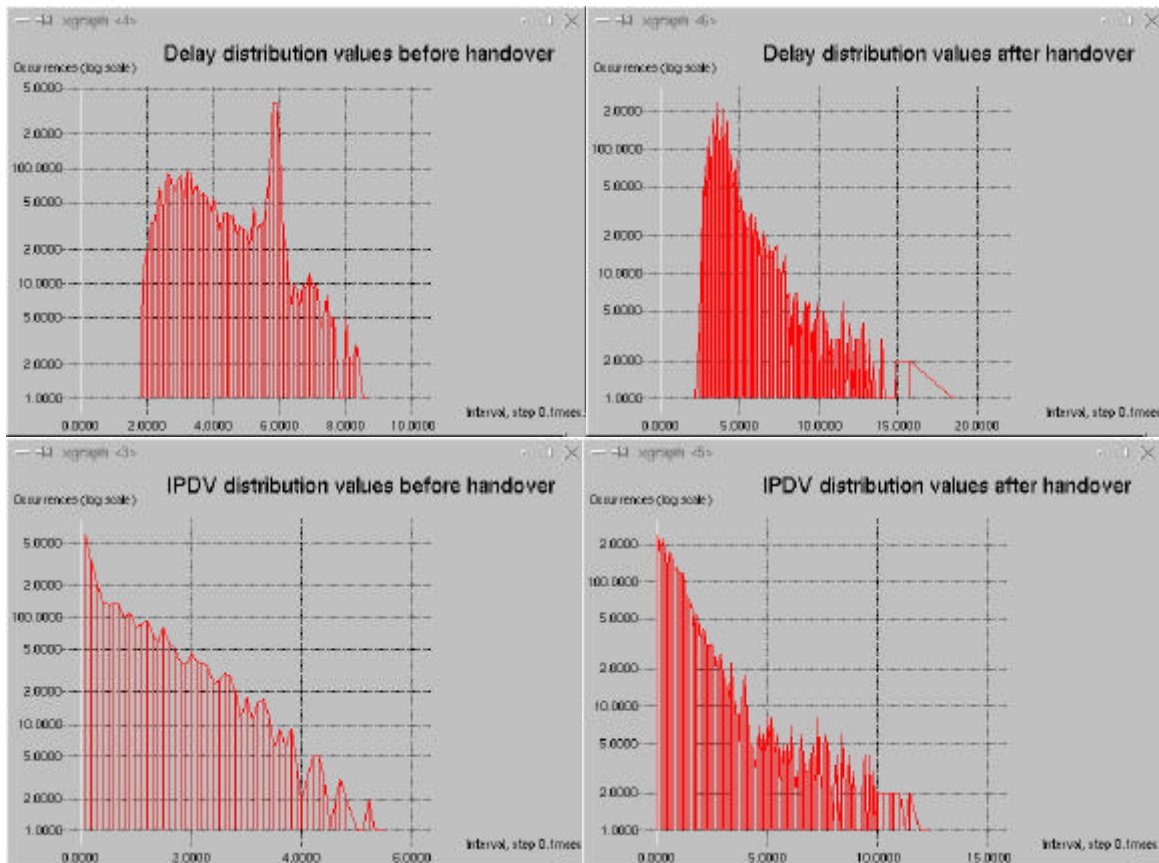 xgraph <4>
Delay distribution values before handover
Occurrences (log scale)
5.0000
2.0000
100.0000
5.0000
2.0000
10.0000
5.0000
2.0000
1.0000
0.0000 2.0000 4.0000 6.0000 8.0000 10.0000
Interval, step 0.1msec.
xgraph <6>
Delay distribution values after handover
Occurrences (log scale)
2.0000
100.0000
5.0000
2.0000
10.0000
5.0000
2.0000
1.0000
0.0000 5.0000 10.0000 15.0000 20.0000
Interval, step 0.1msec.
xgraph <3>
IPDV distribution values before handover
Occurrences (log scale)
5.0000
2.0000
100.0000
5.0000
2.0000
10.0000
5.0000
2.0000
1.0000
0.0000 2.0000 4.0000 6.0000
Interval, step 0.1msec.
xgraph <5>
IPDV distribution values after handover
Occurrences (log scale)
2.0000
100.0000
5.0000
2.0000
10.0000
5.0000
2.0000
1.0000
0.0000 5.0000 10.0000 15.0000
Interval, step 0.1msec.